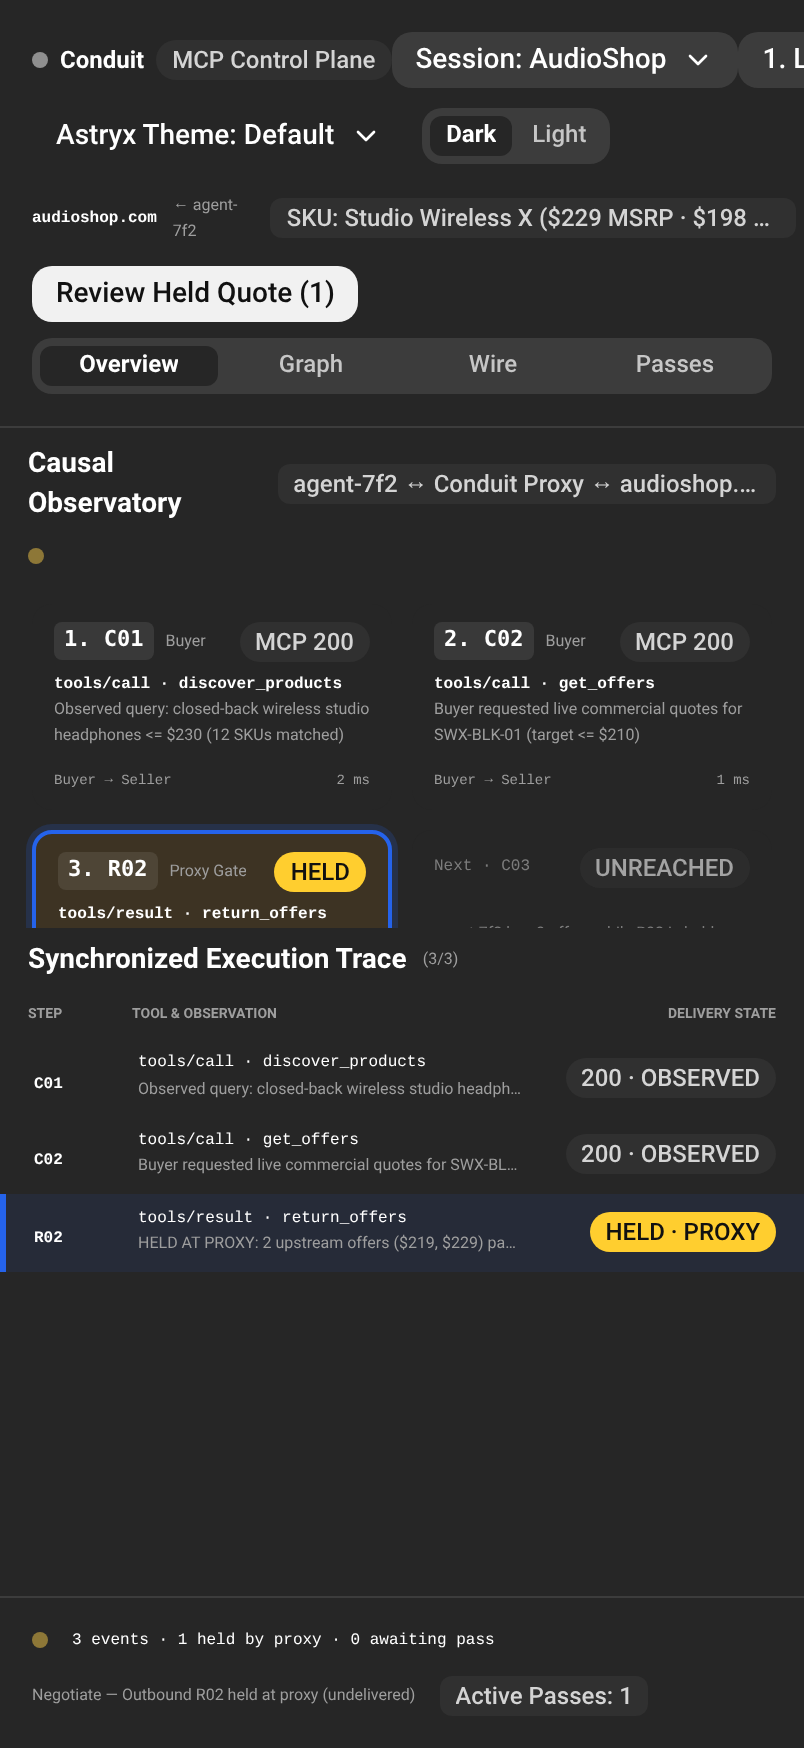 Conduit MCP Control Plane Session: AudioShop 1. L
Astryx Theme: Default Dark Light
audioshop.com ← agent-7f2 SKU: Studio Wireless X ($229 MSRP · $198 …
Review Held Quote (1)
Overview Graph Wire Passes
Causal
Observatory
agent-7f2 ↔ Conduit Proxy ↔ audioshop.…
1. C01 Buyer MCP 200
tools/call · discover_products
Observed query: closed-back wireless studio
headphones <= $230 (12 SKUs matched)
Buyer → Seller 2 ms
2. C02 Buyer MCP 200
tools/call · get_offers
Buyer requested live commercial quotes for
SWX-BLK-01 (target <= $210)
Buyer → Seller 1 ms
3. R02 Proxy Gate HELD
tools/result · return_offers
Next · C03 UNREACHED
Synchronized Execution Trace (3/3)
STEP TOOL & OBSERVATION DELIVERY STATE
C01 tools/call · discover_products 200 · OBSERVED
Observed query: closed-back wireless studio headph…
C02 tools/call · get_offers 200 · OBSERVED
Buyer requested live commercial quotes for SWX-BL…
R02 tools/result · return_offers HELD · PROXY
HELD AT PROXY: 2 upstream offers ($219, $229) pa…
3 events · 1 held by proxy · 0 awaiting pass
Negotiate — Outbound R02 held at proxy (undelivered) Active Passes: 1